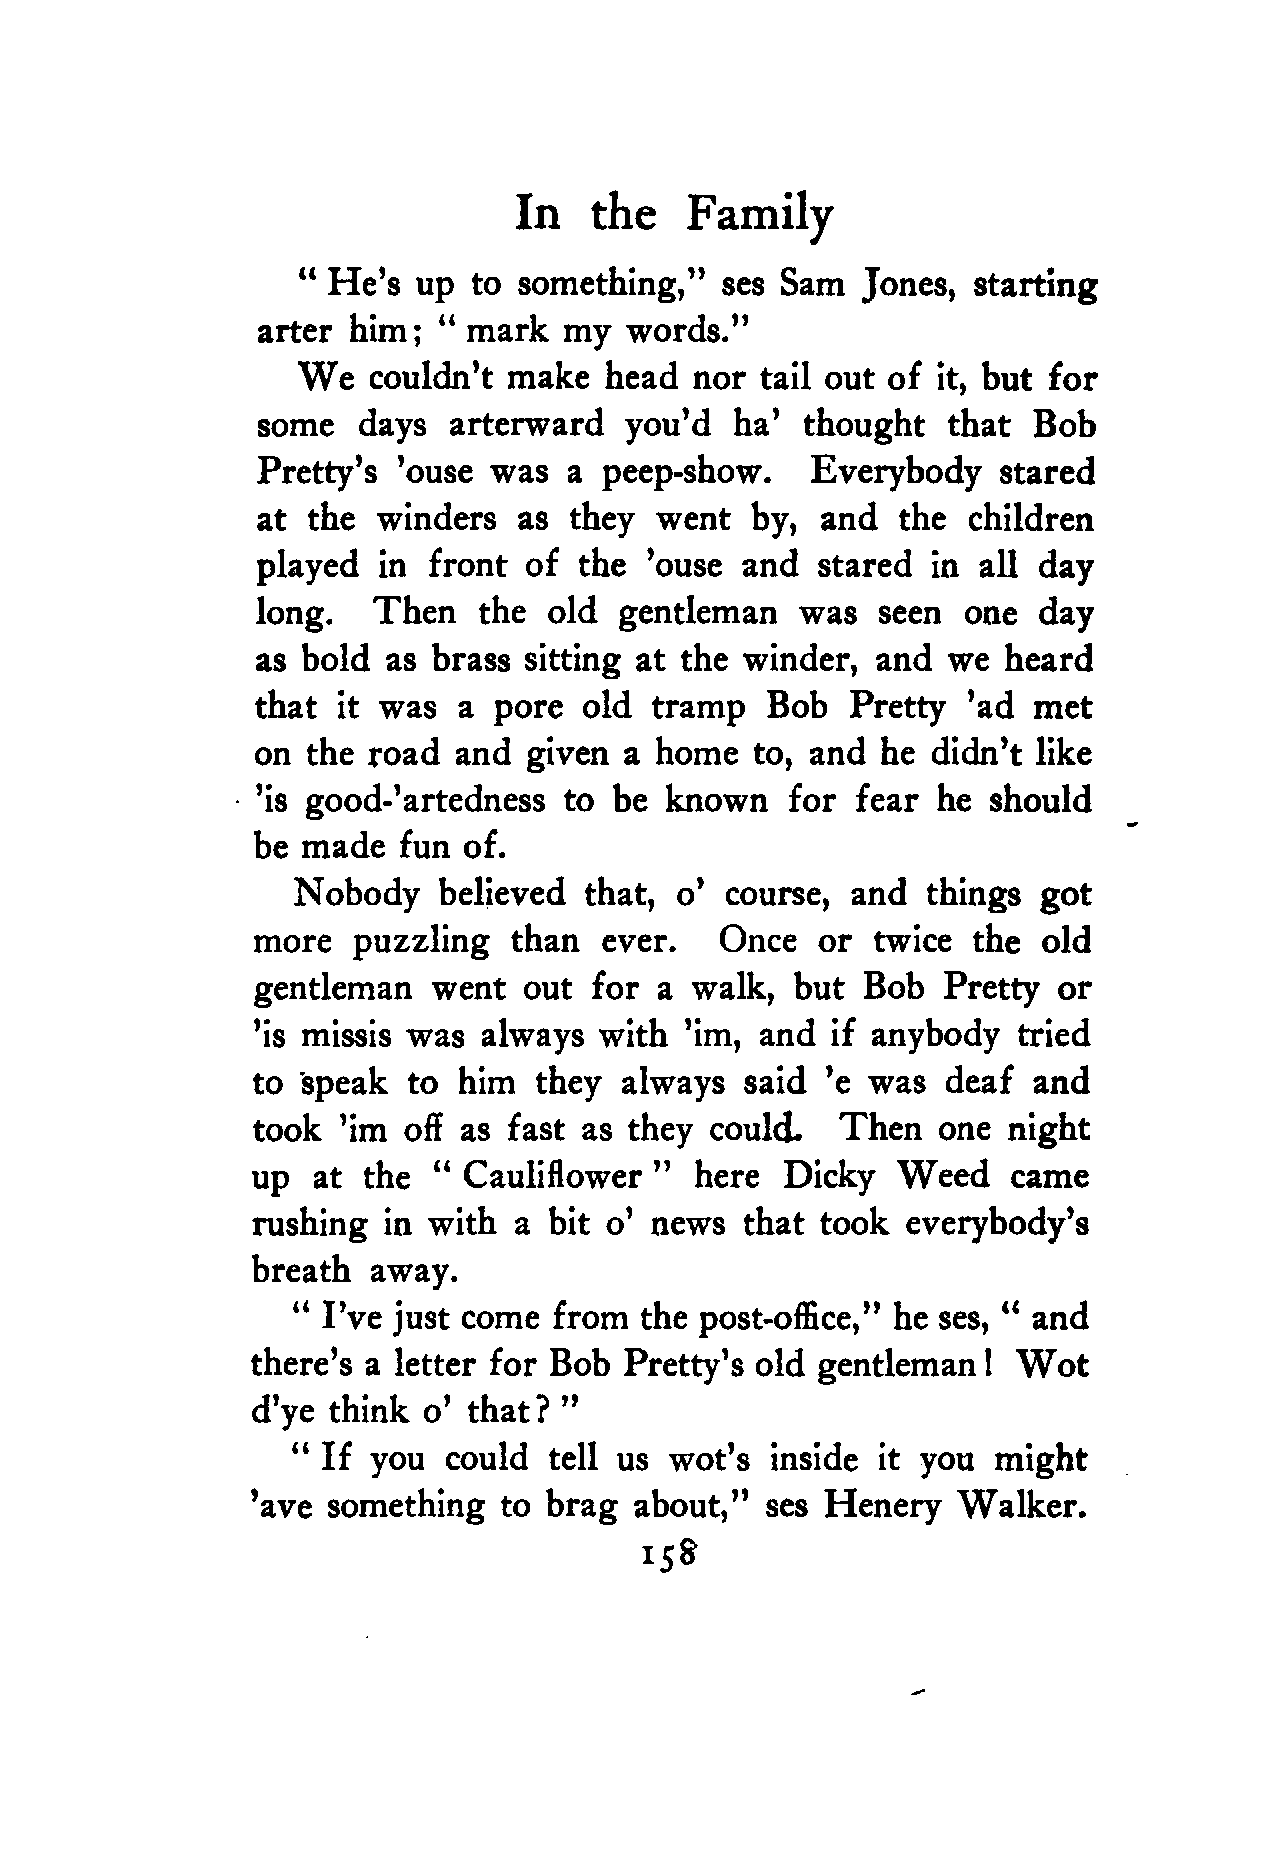 In the Family
" He's up to something," ses Sam Jones, starting
arter him; " mark my words."
We couldn't make head nor tail out of it, but for
some days arterward you'd ha' thought that Bob
Pretty's 'ouse was a peep-show. Everybody stared
at the winders as they went by, and the children
played in front of the 'ouse and stared in all day
long. Then the old gentleman was seen one day
as bold as brass sitting at the winder, and we heard
that it was a pore old tramp Bob Pretty 'ad met
on the road and given a home to, and he didn't like
'is good-'artedness to be known for fear he should
be made fun of.
Nobody believed that, o' course, and things got
more puzzling than ever. Once or twice the old
gentleman went out for a walk, but Bob Pretty or
'is missis was always with 'im, and if anybody tried
to speak to him they always said 'e was deaf and
took 'im off as fast as they could. Then one night
up at the " Cauliflower " here Dicky Weed came
rushing in with a bit o' news that took everybody's
breath away.
" I've just come from the post-office," he ses, " and
there's a letter for Bob Pretty's old gentleman! Wot
d'ye think o' that? "
" If you could tell us wot's inside it you might
'ave something to brag about," ses Henery Walker.
158